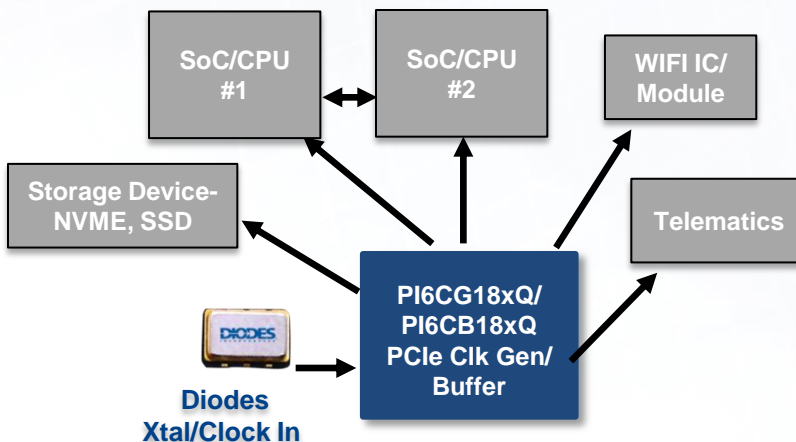 SoC/CPU
#1
SoC/CPU
#2
WIFI IC/
Module
Storage Device-
NVME, SSD
Telematics
PI6CG18xQ/
PI6CB18xQ
PCIe Clk Gen/
Buffer
DIODES
INCORPORATED
Diodes
Xtal/Clock In